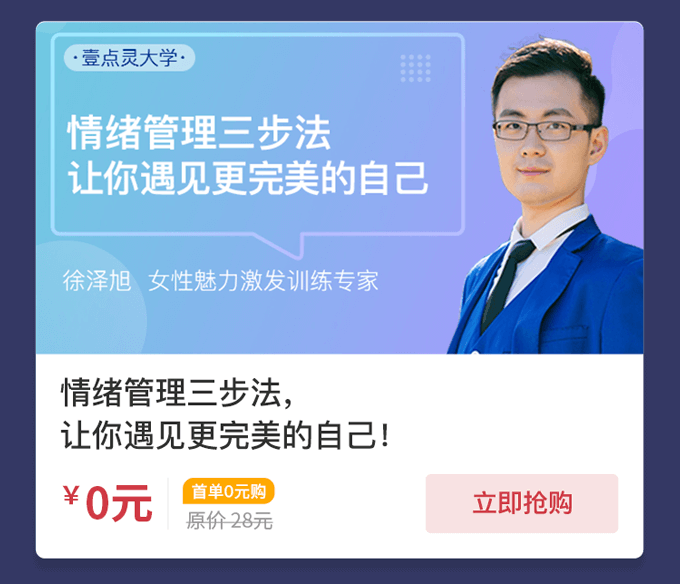 ·壹点灵大学·
情绪管理三步法
让你遇见更完美的自己
徐泽旭 女性魅力激发训练专家
情绪管理三步法，
让你遇见更完美的自己！
¥0元
首单0元购
原价 28元
立即抢购